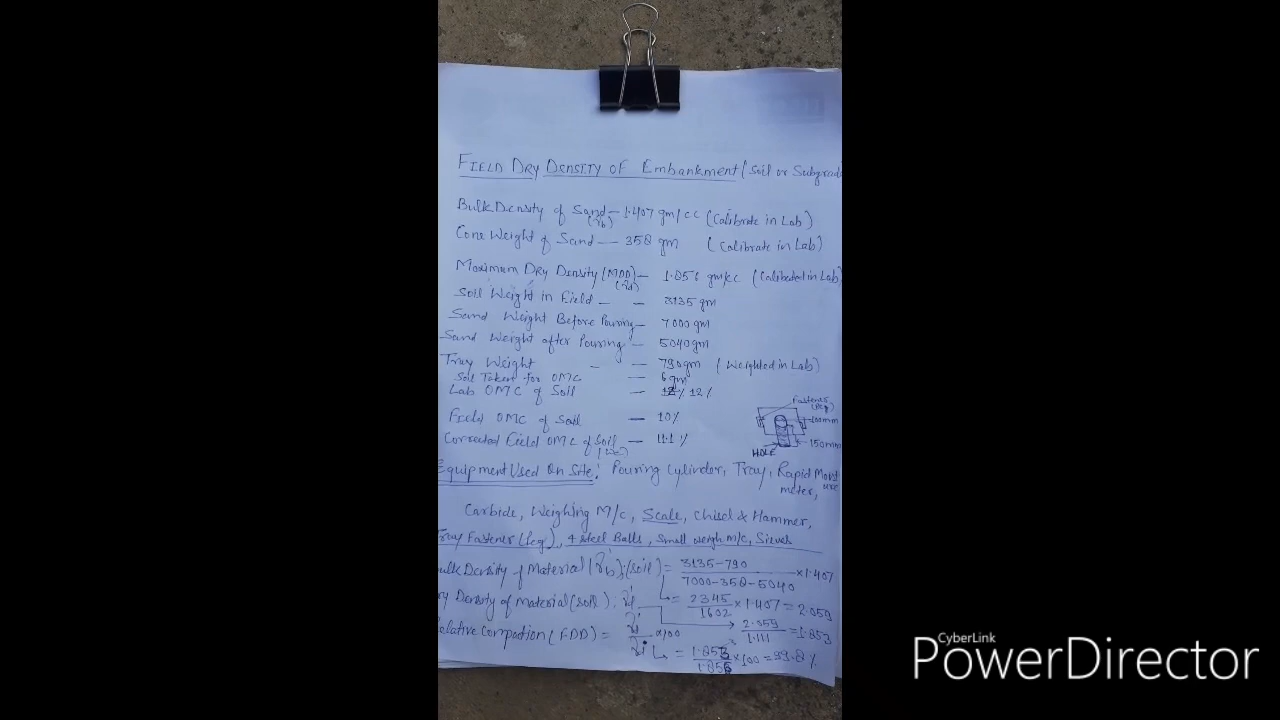 FIELD DRY DENSITY OF Embankment (Soil or Subgrade
Bulk Density of Sand - 1.407 gm/cc (Calibrate in Lab)
(γb)
Cone Weight of Sand - 358 gm (Calibrate in Lab)
Maximum Dry Density (MDD) - 1.856 gm/cc (Calibrated in Lab)
(γd)
Soil Weight in Field - - 3135 gm
Sand Weight Before Pouring - 7000 gm
Sand Weight after Pouring - 5040 gm
Tray Weight - - 790 gm (Weighted in Lab)
Soil Taken for OMC - 6 gm
Lab OMC of Soil - 12% 12%
Fastener
(Peg)
100mm
150mm
HOLE
Field OMC of Soil - 10%
Corrected Field OMC of Soil - 11.1 %
Equipment Used On Site: Pouring Cylinder, Tray, Rapid Moisture
meter,
Carbide, Weighing M/c, Scale, Chisel & Hammer,
Tray Fastener (Peg), 4 Steel Balls, Small weigh m/c, Sieves
ulk Density of Material (γ'b) (soil) = 3135-790 / 7000-358-5040 × 1.407
= 2345 / 1602 × 1.407 = 2.059
ry Density of Material (soil):
2.059 / 1.111 = 1.853
elative Compaction (FDD) = × 100
= 1.853 / 1.856 × 100 = 99.8 %
CyberLink
PowerDirector